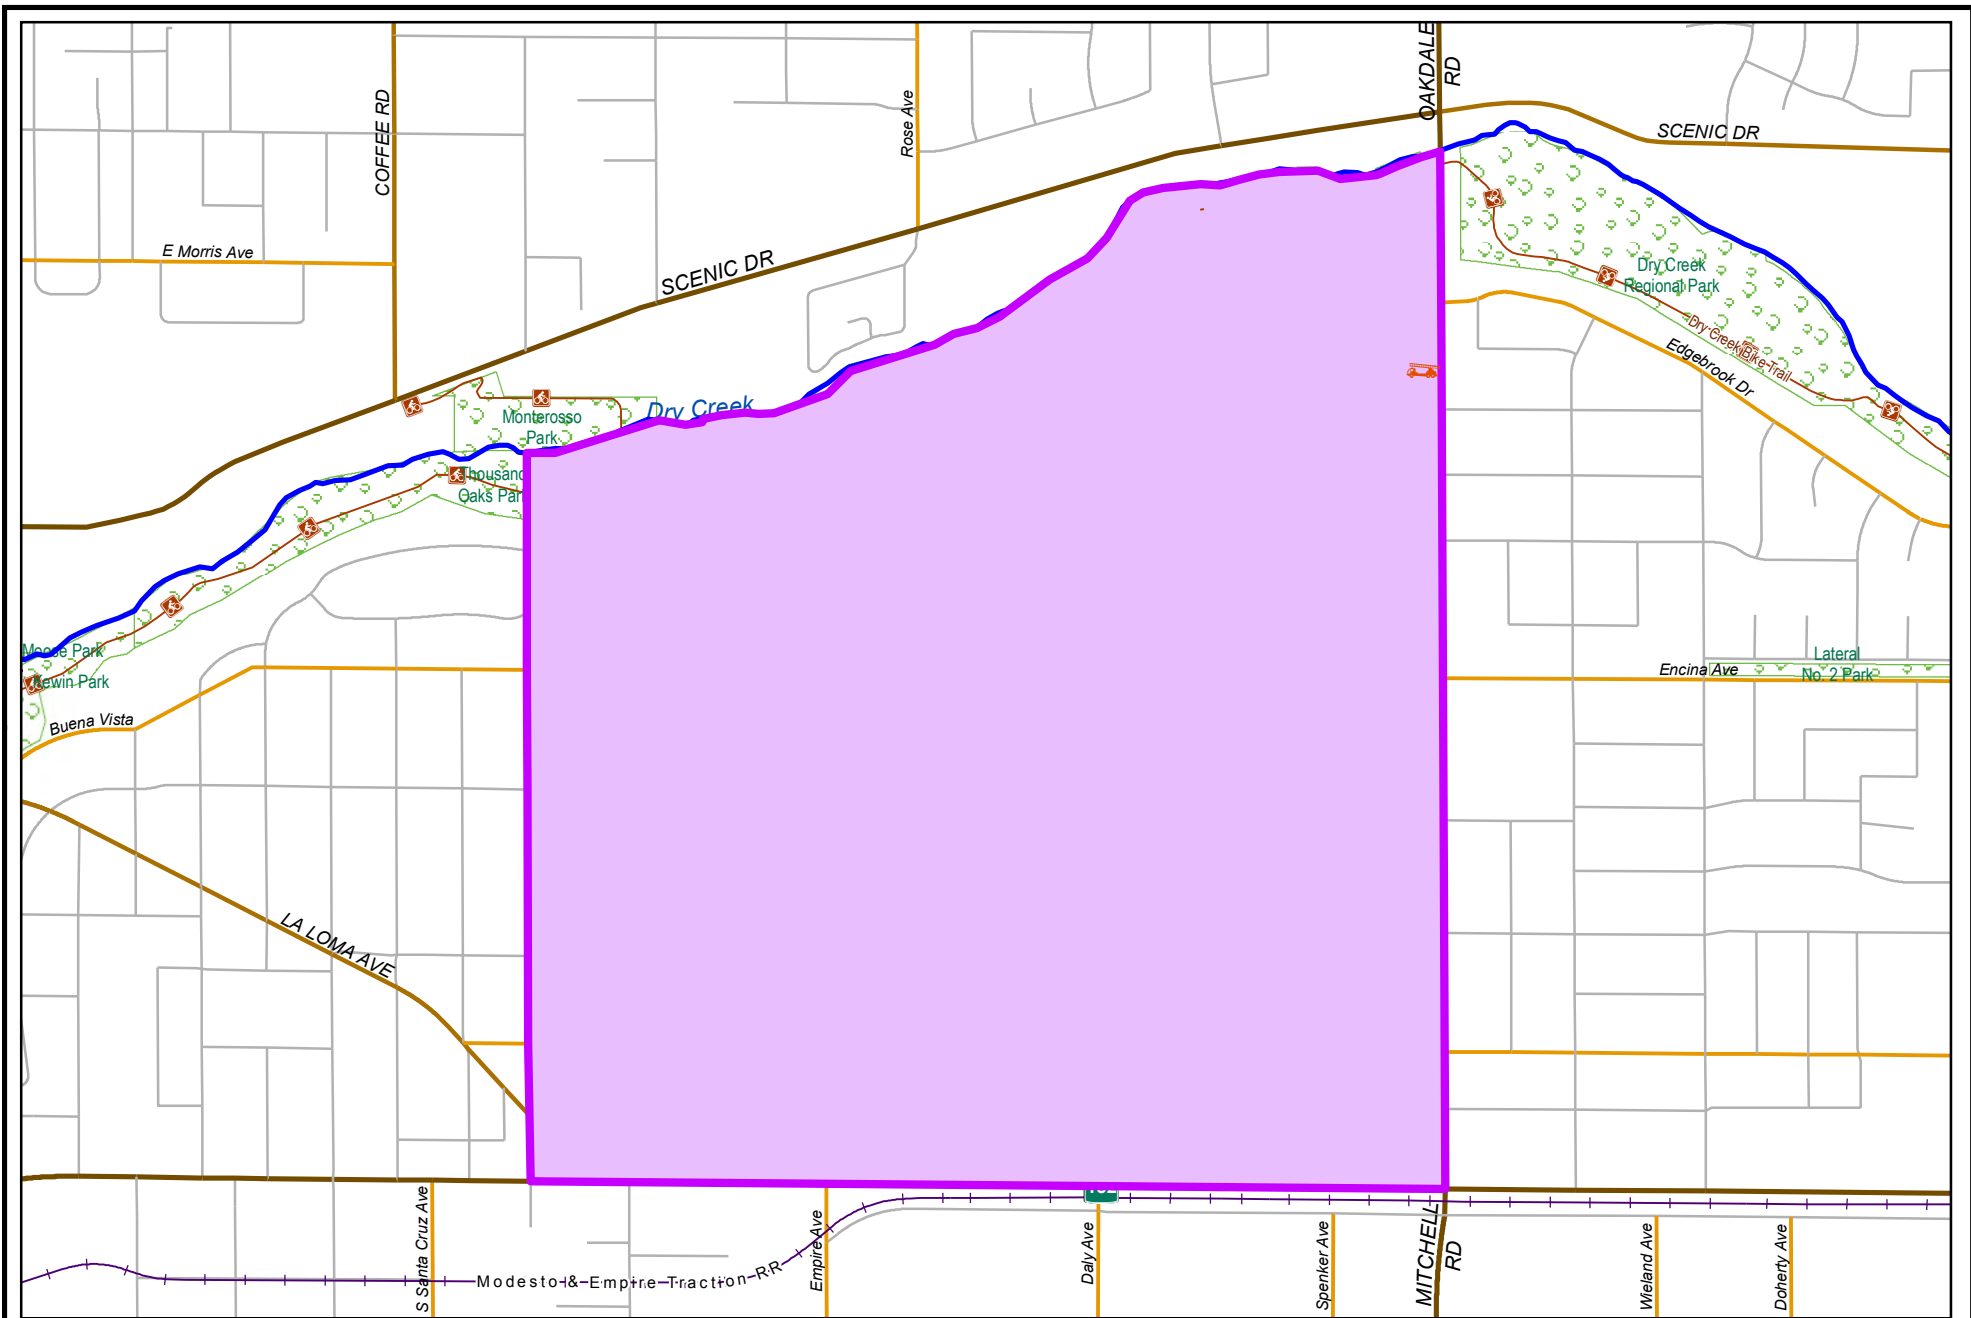 OAKDALE
RD
COFFEE RD
Rose Ave
SCENIC DR
E Morris Ave
SCENIC DR
Dry Creek
Regional Park
Dry Creek Bike Trail
Edgebrook Dr
Dry Creek
Monterosso
Park
Thousand
Oaks Par
Moose Park
Kewin Park
Buena Vista
Lateral
No. 2 Park
Encina Ave
LA LOMA AVE
S Santa Cruz Ave
Modesto & Empire Traction RR
Empire Ave
Daly Ave
Spenker Ave
MITCHELL
RD
Wieland Ave
Doherty Ave